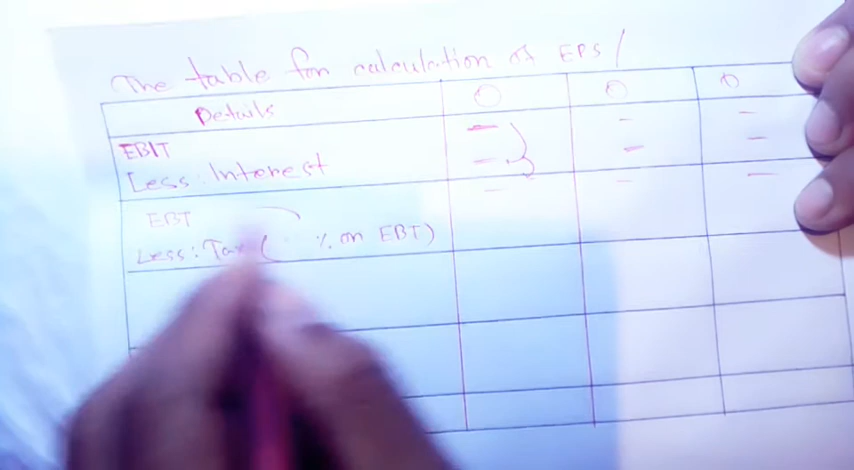 The table for calculation of EPS/
Details
EBIT
Less: Interest
EBT
Less: Tax ( % on EBT)